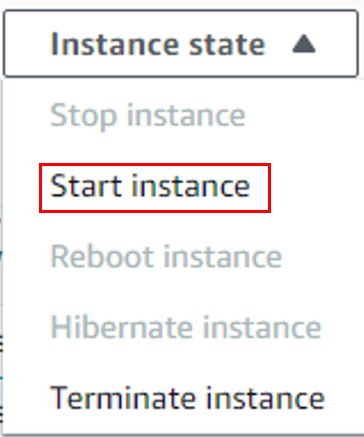 Instance state
Stop instance
Start instance
Reboot instance
Hibernate instance
Terminate instance